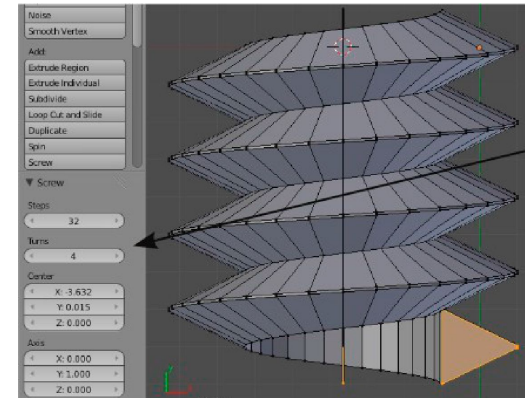 Noise
Smooth Vertex
Add:
Extrude Region
Extrude Individual
Subdivide
Loop Cut and Slide
Duplicate
Spin
Screw
Screw
Steps
32
Turns
4
Center
X: -3.632
Y: 0.015
Z: 0.000
Axis
X: 0.000
Y: 1.000
Z: 0.000